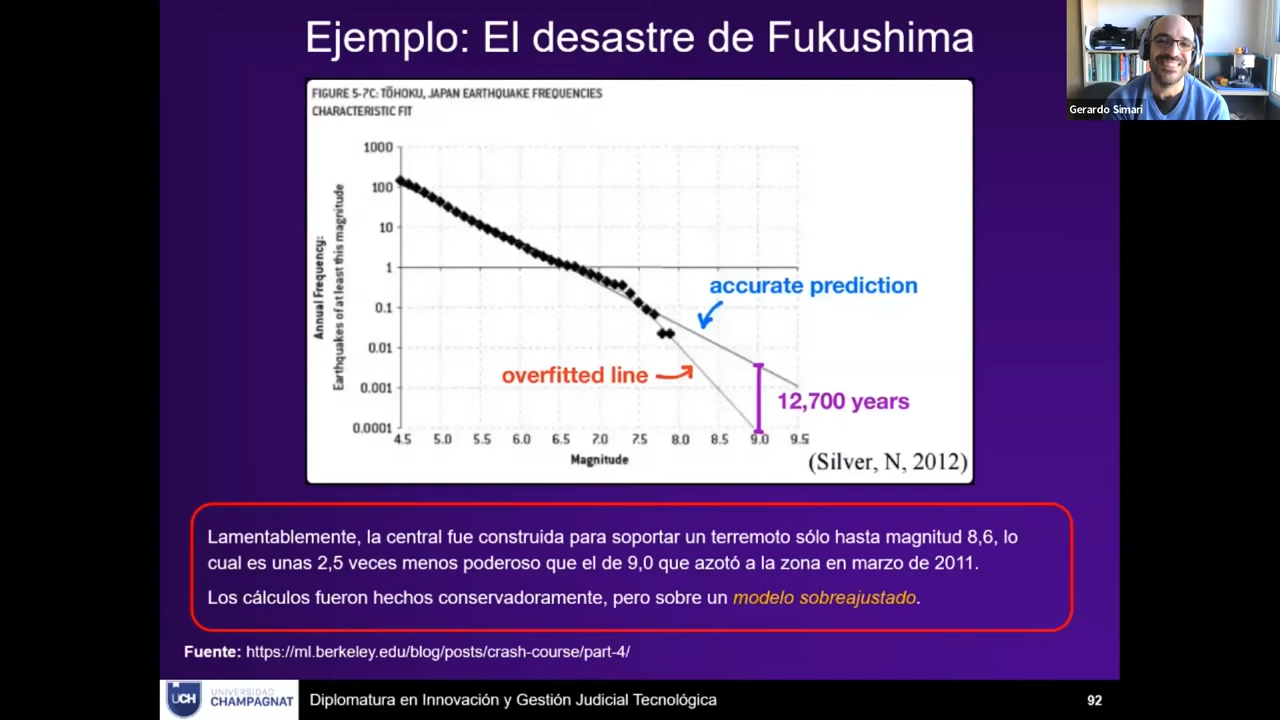 Ejemplo: El desastre de Fukushima
Gerardo Simari
FIGURE 5-7C: TŌHOKU, JAPAN EARTHQUAKE FREQUENCIES
CHARACTERISTIC FIT
Annual Frequency:
Earthquakes of at least this magnitude
1000
100
10
1
0.1
0.01
0.001
0.0001
accurate prediction
overfitted line
12,700 years
4.5 5.0 5.5 6.0 6.5 7.0 7.5 8.0 8.5 9.0 9.5
Magnitude
(Silver, N, 2012)
Lamentablemente, la central fue construida para soportar un terremoto sólo hasta magnitud 8,6, lo
cual es unas 2,5 veces menos poderoso que el de 9,0 que azotó a la zona en marzo de 2011.
Los cálculos fueron hechos conservadoramente, pero sobre un modelo sobreajustado.
Fuente: https://ml.berkeley.edu/blog/posts/crash-course/part-4/
UCH
UNIVERSIDAD
CHAMPAGNAT
Diplomatura en Innovación y Gestión Judicial Tecnológica
92